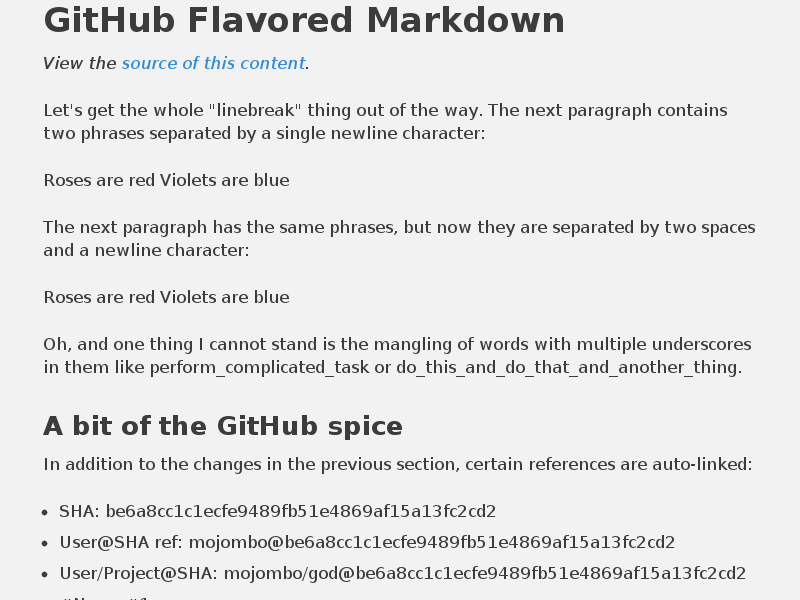 GitHub Flavored Markdown
View the source of this content.
Let's get the whole "linebreak" thing out of the way. The next paragraph contains
two phrases separated by a single newline character:
Roses are red Violets are blue
The next paragraph has the same phrases, but now they are separated by two spaces
and a newline character:
Roses are red Violets are blue
Oh, and one thing I cannot stand is the mangling of words with multiple underscores
in them like perform_complicated_task or do_this_and_do_that_and_another_thing.
A bit of the GitHub spice
In addition to the changes in the previous section, certain references are auto-linked:
• SHA: be6a8cc1c1ecfe9489fb51e4869af15a13fc2cd2
• User@SHA ref: mojombo@be6a8cc1c1ecfe9489fb51e4869af15a13fc2cd2
• User/Project@SHA: mojombo/god@be6a8cc1c1ecfe9489fb51e4869af15a13fc2cd2